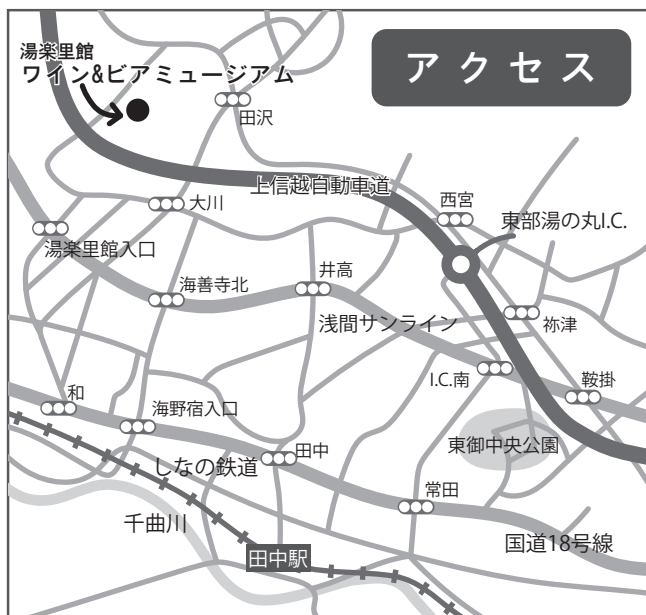 アクセス
湯楽里館
ワイン&ビアミュージアム
田沢
上信越自動車道
大川
西宮
東部湯の丸I.C.
湯楽里館入口
井高
海善寺北
浅間サンライン
祢津
I.C.南
鞍掛
和
海野宿入口
田中
東御中央公園
しなの鉄道
常田
千曲川
国道18号線
田中駅